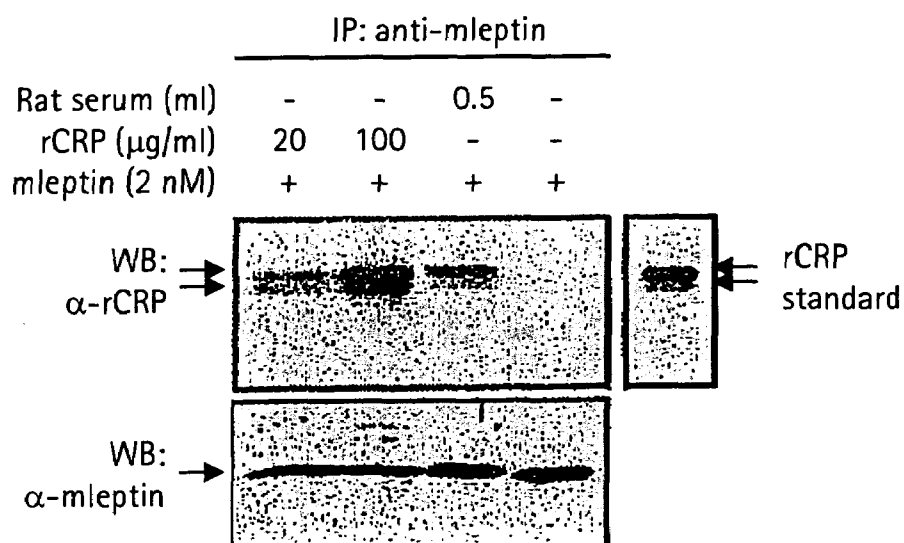 IP: anti-mleptin
Rat serum (ml) - - 0.5 -
rCRP (μg/ml) 20 100 - -
mleptin (2 nM) + + + +
WB:
α-rCRP
rCRP
standard
WB:
α-mleptin